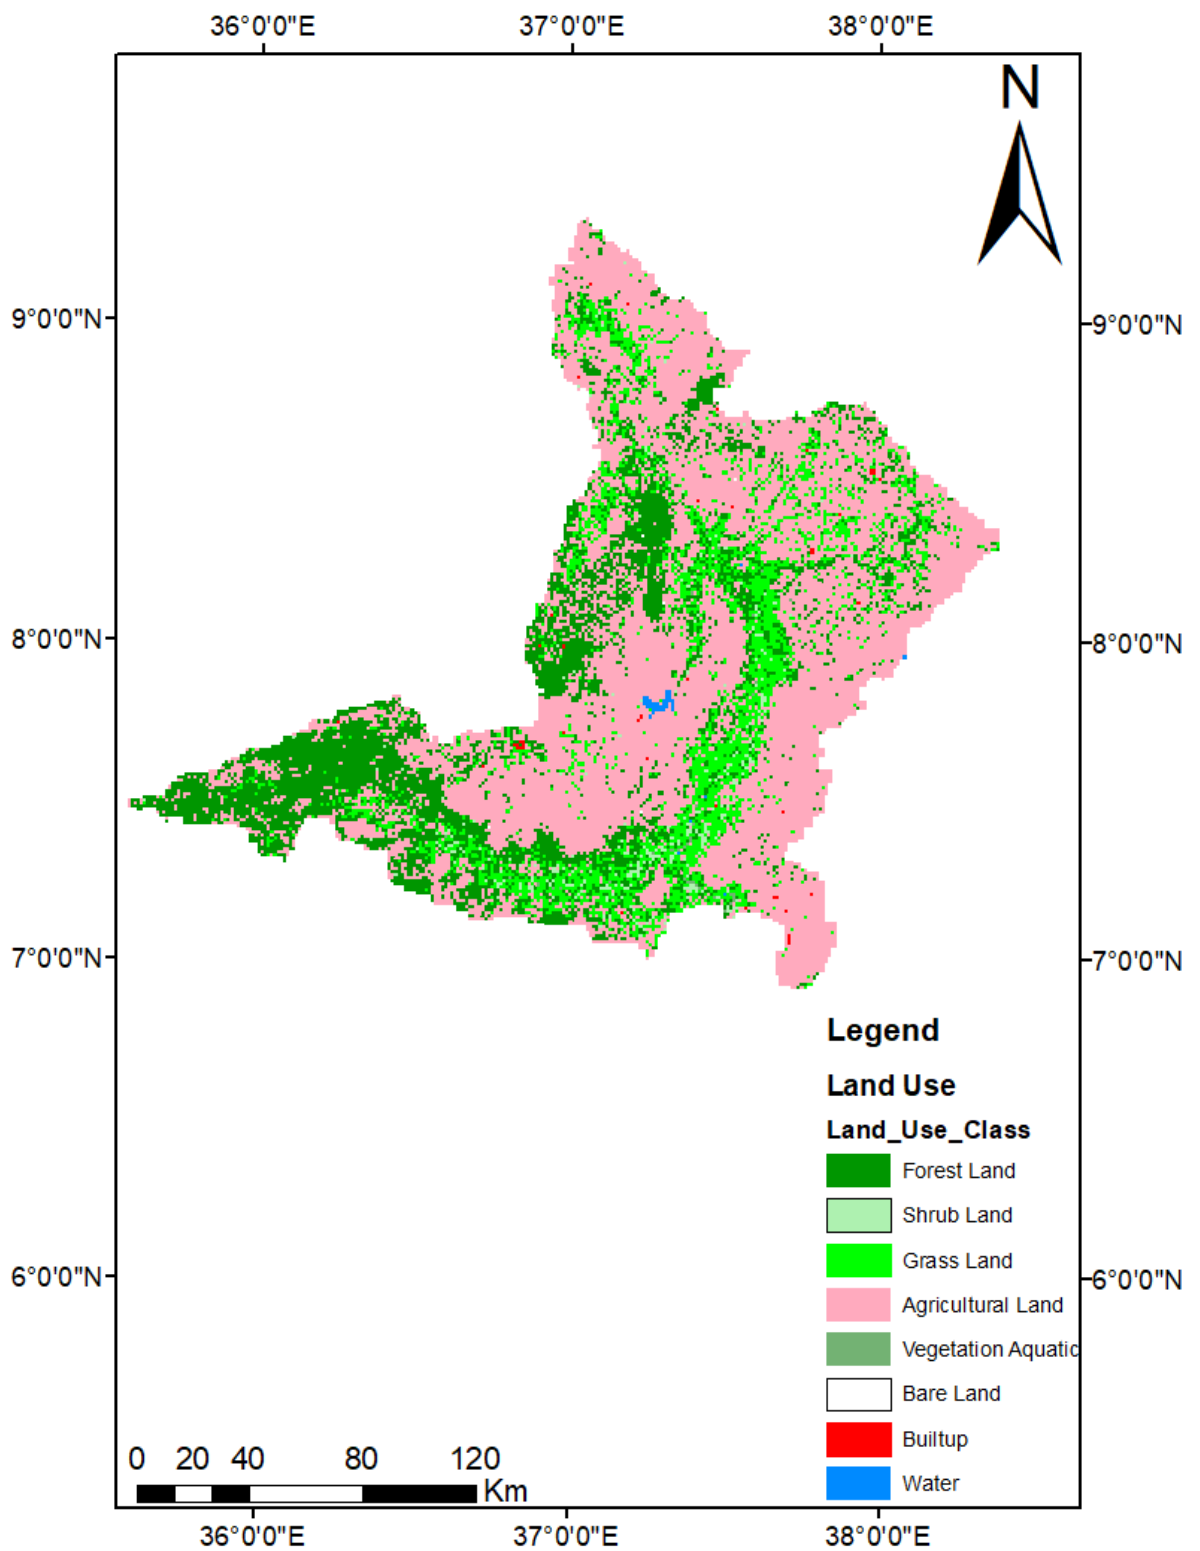 36°0'0"E 37°0'0"E 38°0'0"E
N
9°0'0"N 9°0'0"N
8°0'0"N 8°0'0"N
7°0'0"N 7°0'0"N
Legend
Land Use
Land_Use_Class
Forest Land
Shrub Land
Grass Land
6°0'0"N 6°0'0"N
Agricultural Land
Vegetation Aquatic
Bare Land
Builtup
Water
0 20 40 80 120
Km
36°0'0"E 37°0'0"E 38°0'0"E